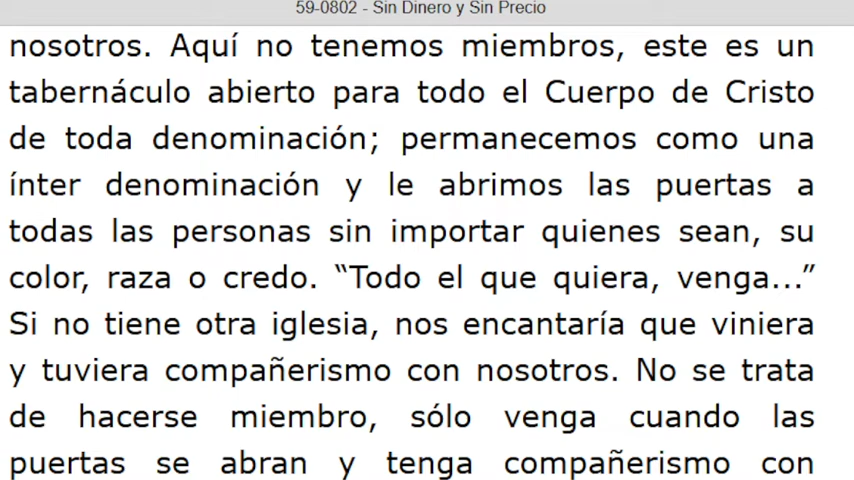 59-0802 - Sin Dinero y Sin Precio
nosotros. Aquí no tenemos miembros, este es un
tabernáculo abierto para todo el Cuerpo de Cristo
de toda denominación; permanecemos como una
ínter denominación y le abrimos las puertas a
todas las personas sin importar quienes sean, su
color, raza o credo. “Todo el que quiera, venga...”
Si no tiene otra iglesia, nos encantaría que viniera
y tuviera compañerismo con nosotros. No se trata
de hacerse miembro, sólo venga cuando las
puertas se abran y tenga compañerismo con